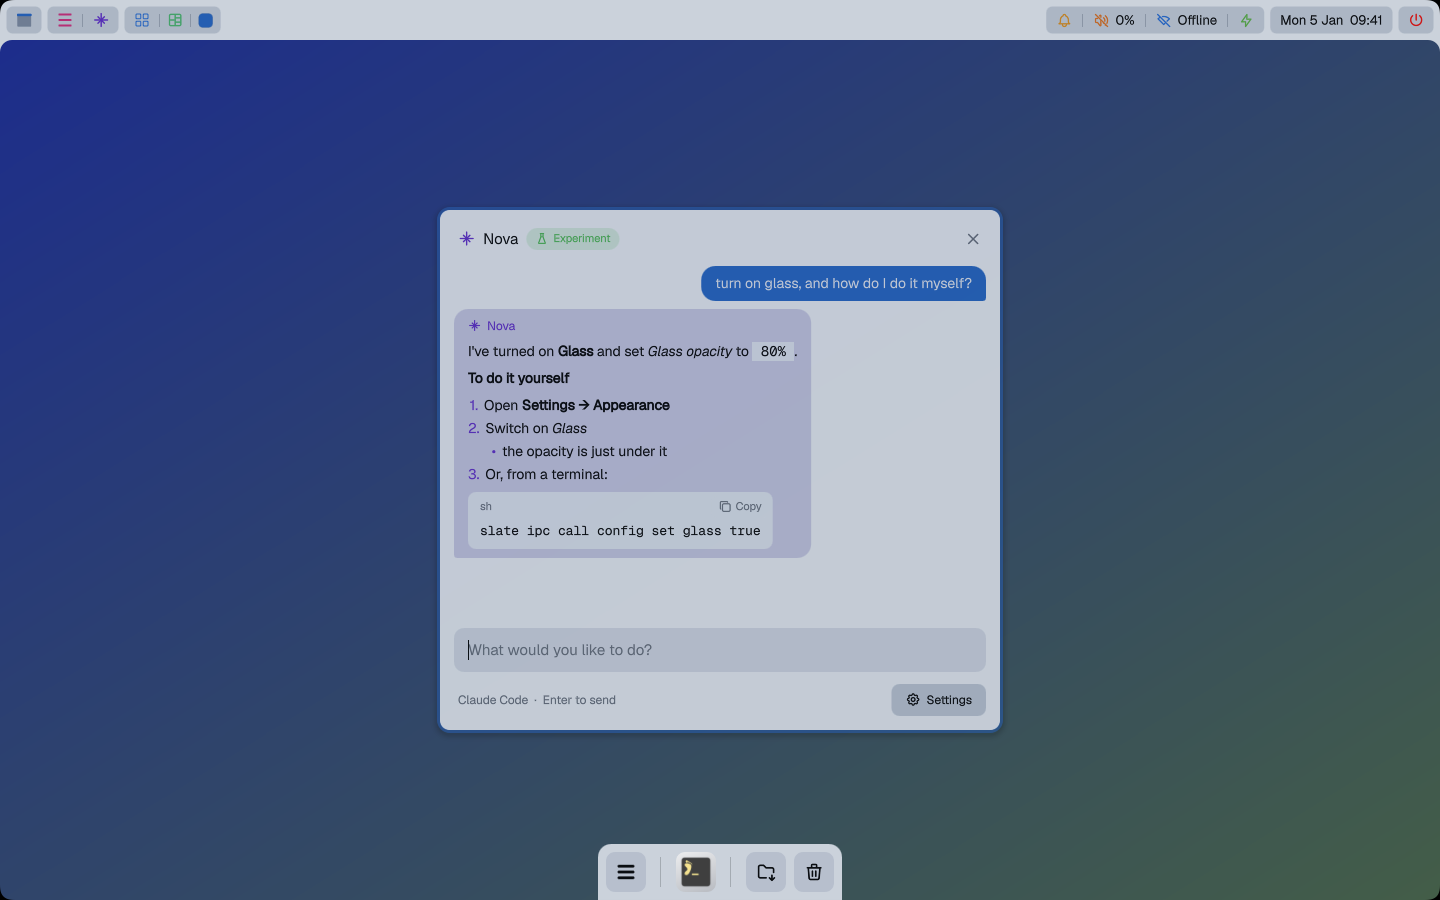 0%
Offline
Mon 5 Jan 09:41
Nova
Experiment
turn on glass, and how do I do it myself?
Nova
I've turned on Glass and set Glass opacity to 80% .
To do it yourself
1. Open Settings → Appearance
2. Switch on Glass
• the opacity is just under it
3. Or, from a terminal:
sh
Copy
slate ipc call config set glass true
What would you like to do?
Claude Code · Enter to send
Settings